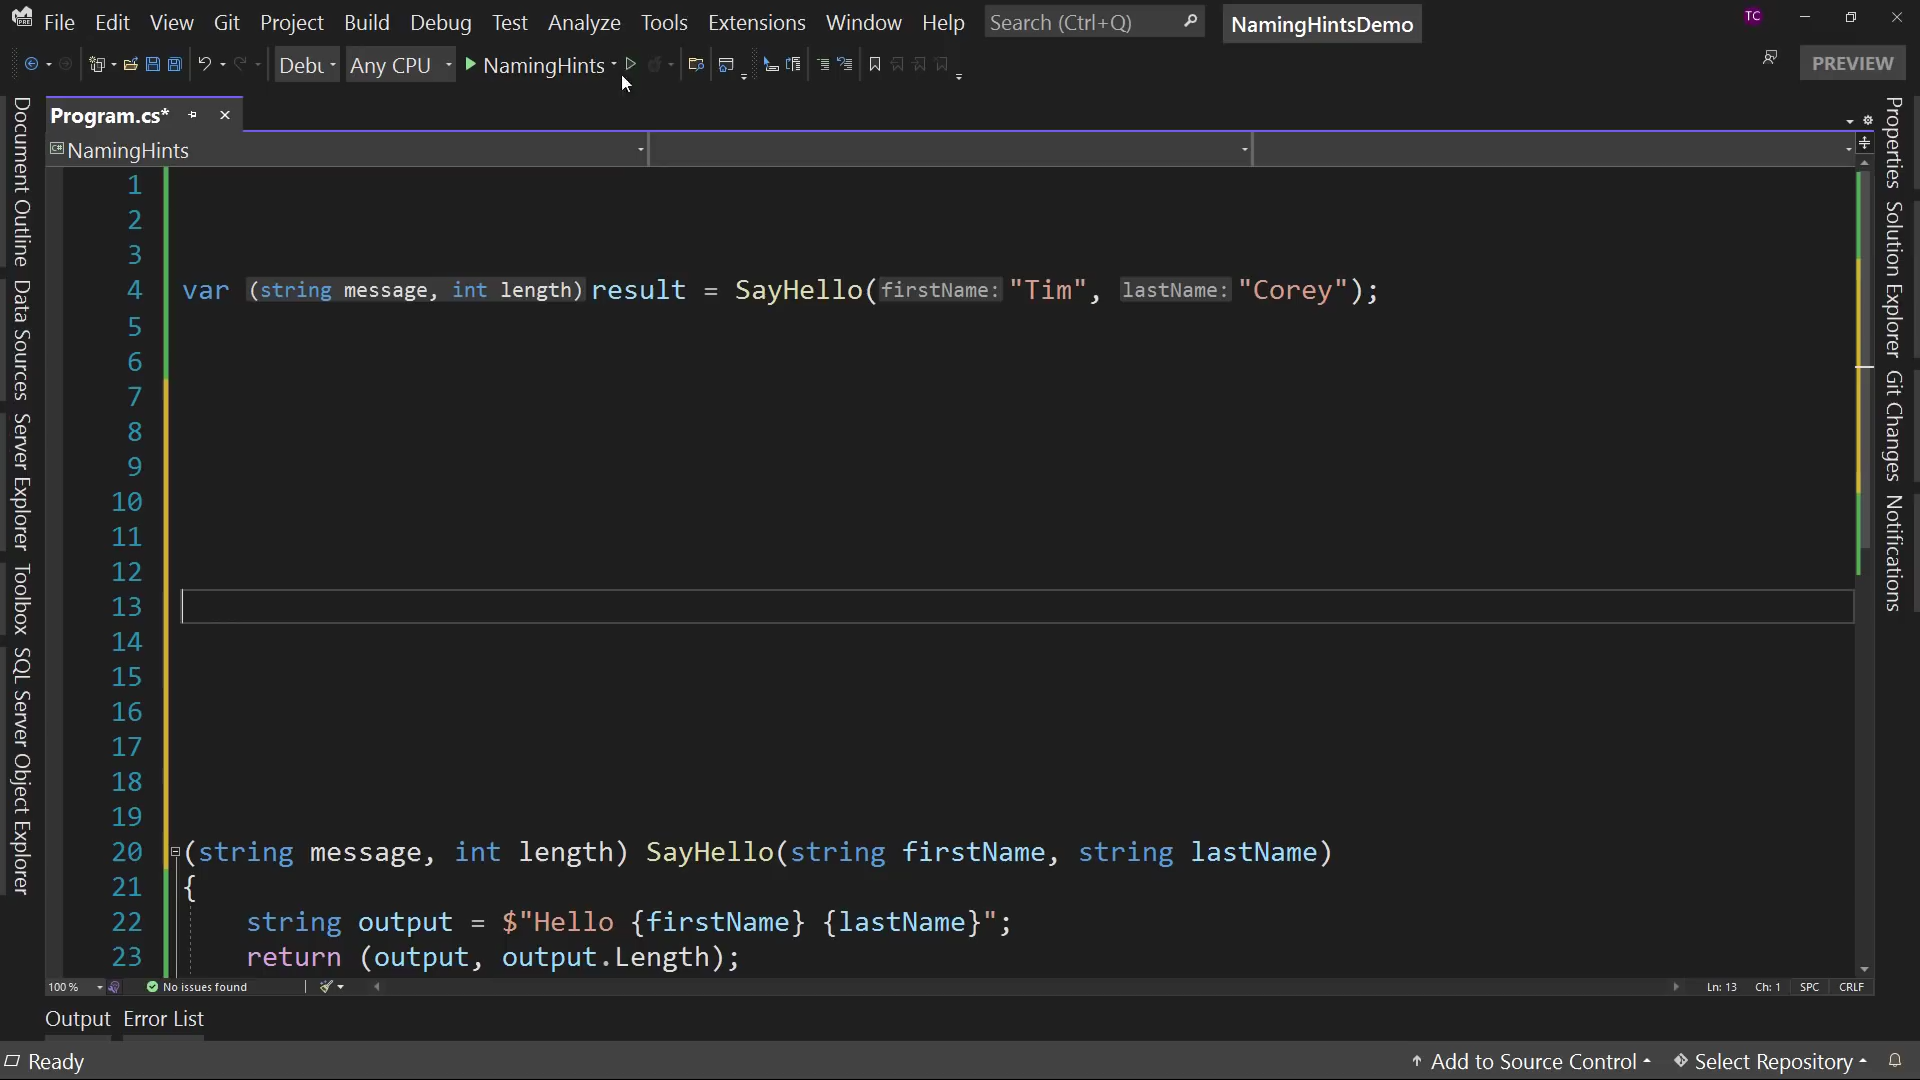 File Edit View Git Project Build Debug Test Analyze Tools Extensions Window Help Search (Ctrl+Q) NamingHintsDemo TC
Debu Any CPU NamingHints PREVIEW
Program.cs*
NamingHints
1
2
3
4 var (string message, int length) result = SayHello(firstName: "Tim", lastName: "Corey");
5
6
7
8
9
10
11
12
13
14
15
16
17
18
19
20 (string message, int length) SayHello(string firstName, string lastName)
21 {
22 string output = $"Hello {firstName} {lastName}";
23 return (output, output.Length);
100 % No issues found Ln: 13 Ch: 1 SPC CRLF
Output Error List
Ready Add to Source Control Select Repository
Document Outline
Data Sources
Server Explorer
Toolbox
SQL Server Object Explorer
Properties
Solution Explorer
Git Changes
Notifications